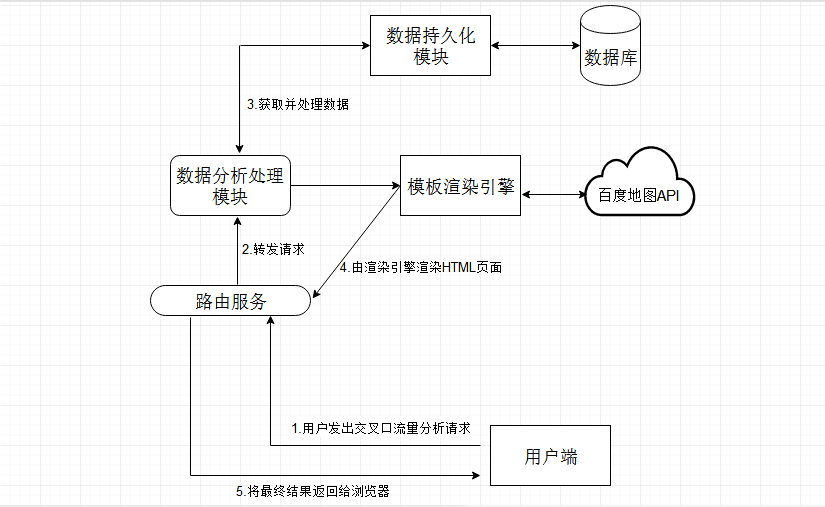 数据持久化
模块
数据库
3.获取并处理数据
数据分析处理
模块
模板渲染引擎
百度地图API
2.转发请求
4.由渲染引擎渲染HTML页面
路由服务
1.用户发出交叉口流量分析请求
用户端
5.将最终结果返回给浏览器